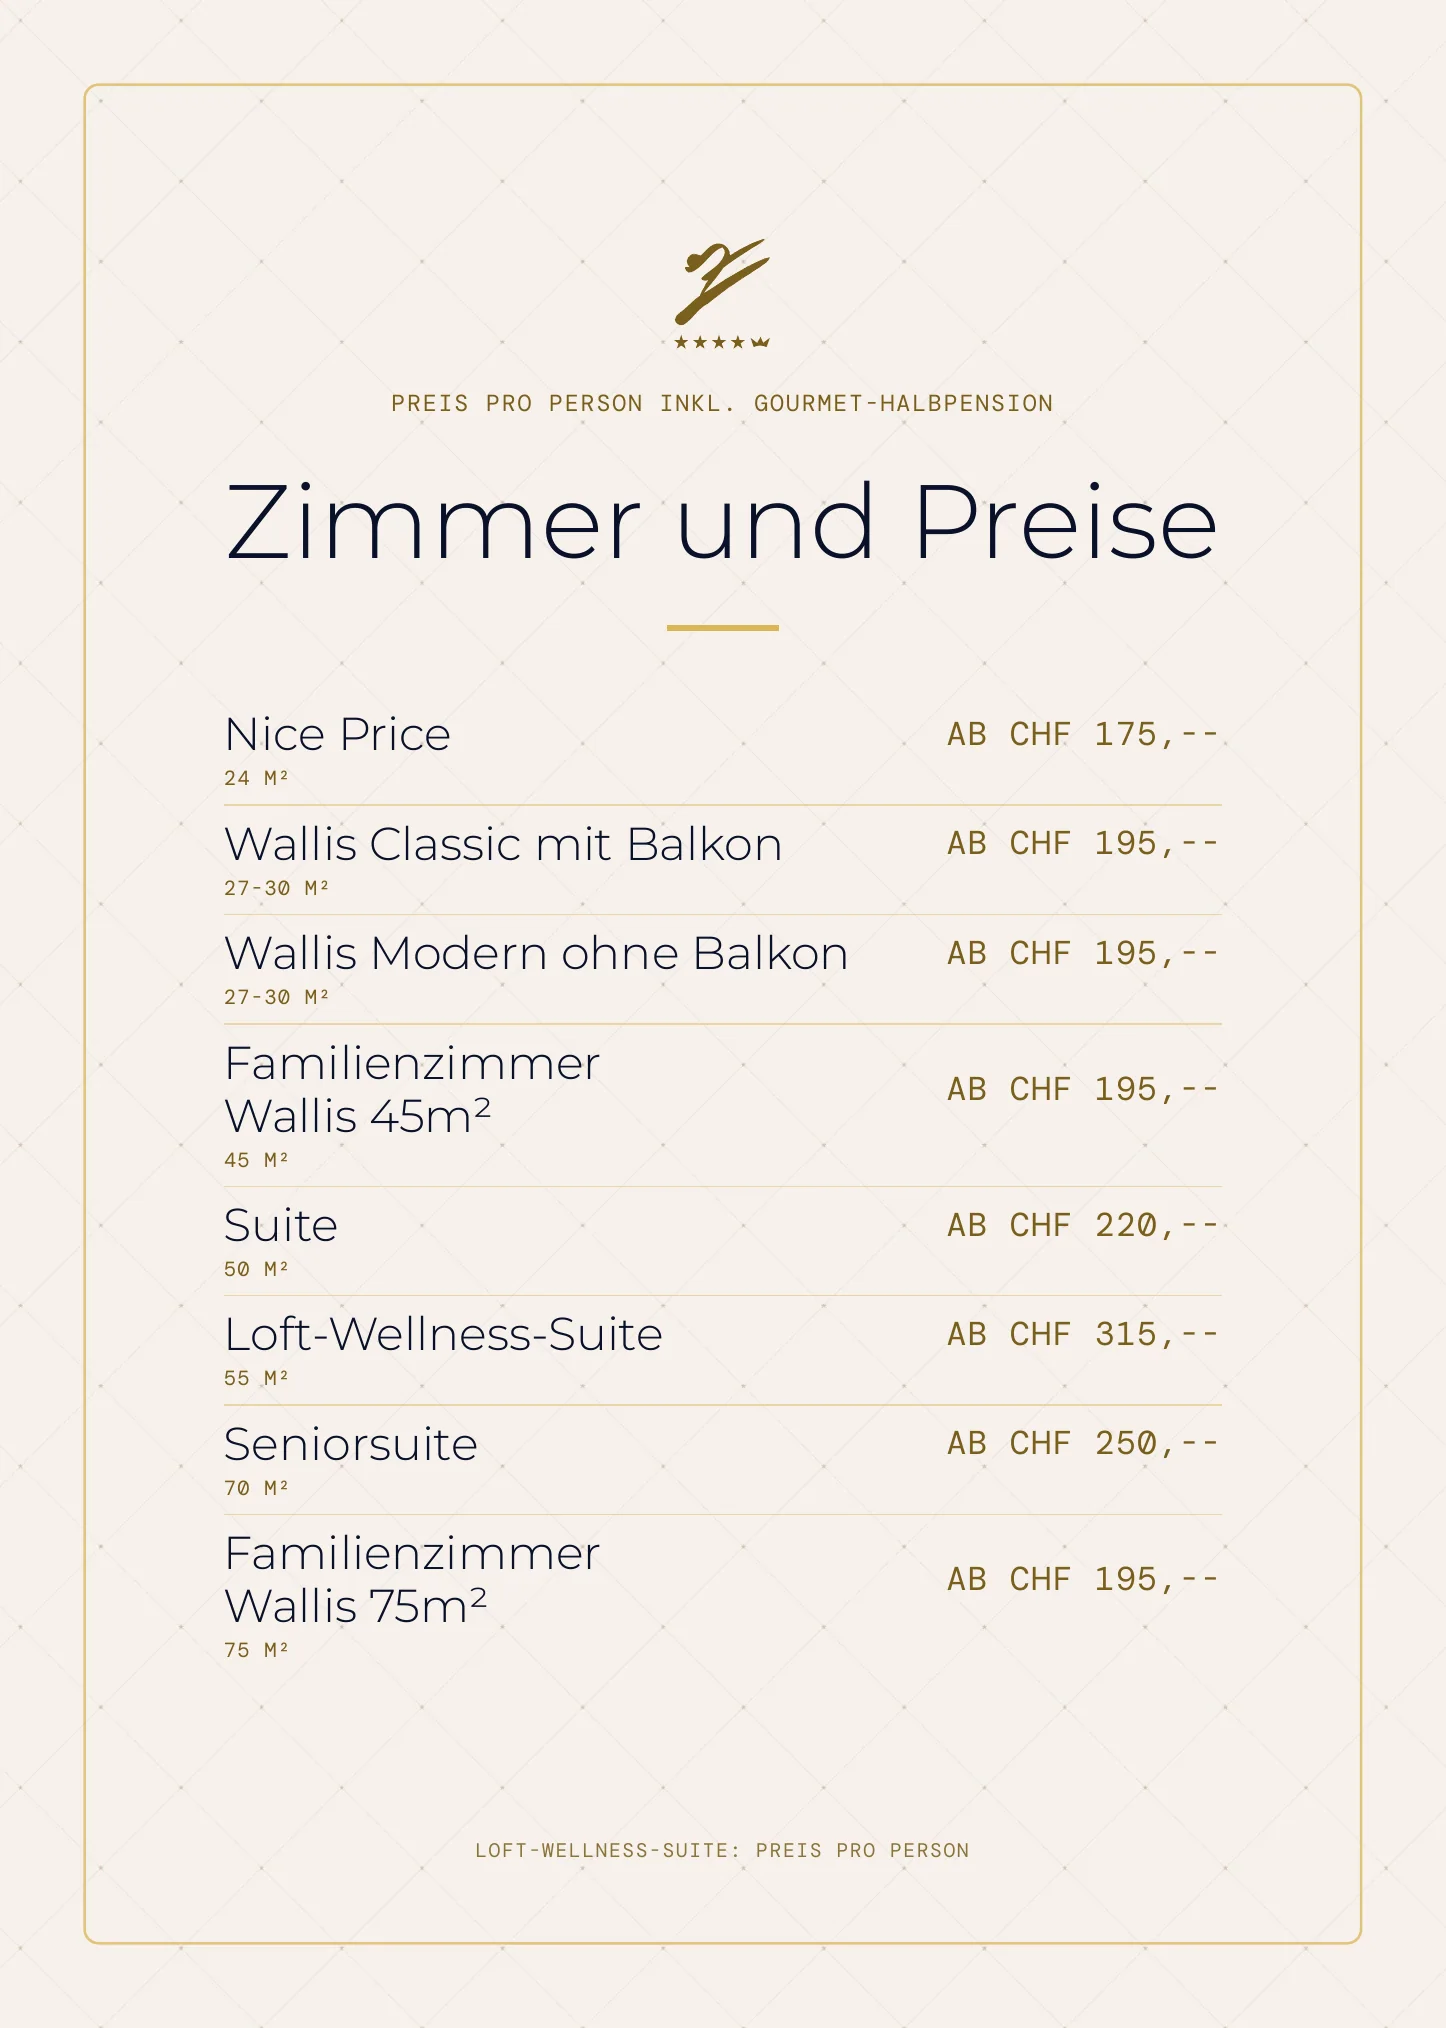 PREIS PRO PERSON INKL. GOURMET-HALBPENSION
Zimmer und Preise
Nice Price AB CHF 175,--
24 M²
Wallis Classic mit Balkon AB CHF 195,--
27-30 M²
Wallis Modern ohne Balkon AB CHF 195,--
27-30 M²
Familienzimmer
Wallis 45m² AB CHF 195,--
45 M²
Suite AB CHF 220,--
50 M²
Loft-Wellness-Suite AB CHF 315,--
55 M²
Seniorsuite AB CHF 250,--
70 M²
Familienzimmer
Wallis 75m² AB CHF 195,--
75 M²
LOFT-WELLNESS-SUITE: PREIS PRO PERSON